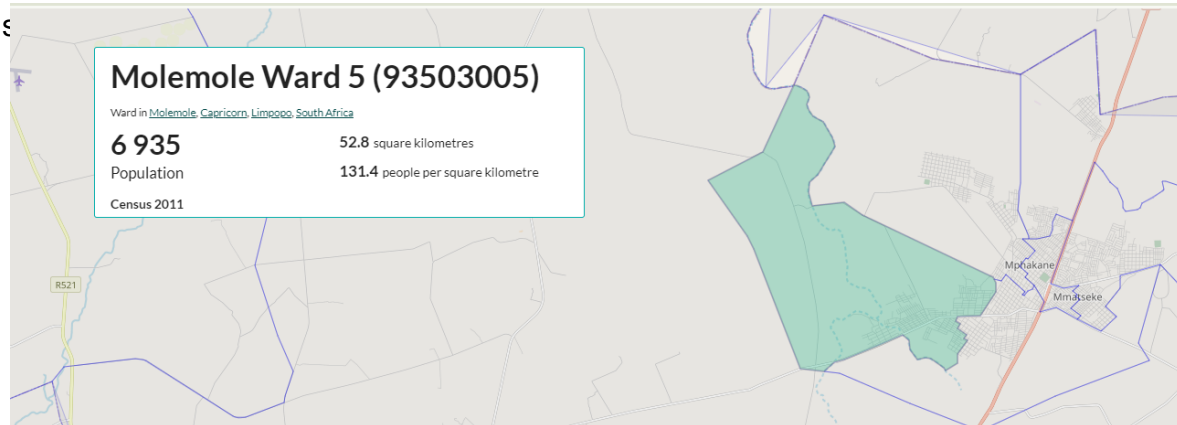 Molemole Ward 5 (93503005)
Ward in Molemole, Capricorn, Limpopo, South Africa
6 935
Population
52.8 square kilometres
131.4 people per square kilometre
Census 2011
R521
Mphakane
Mmatseke